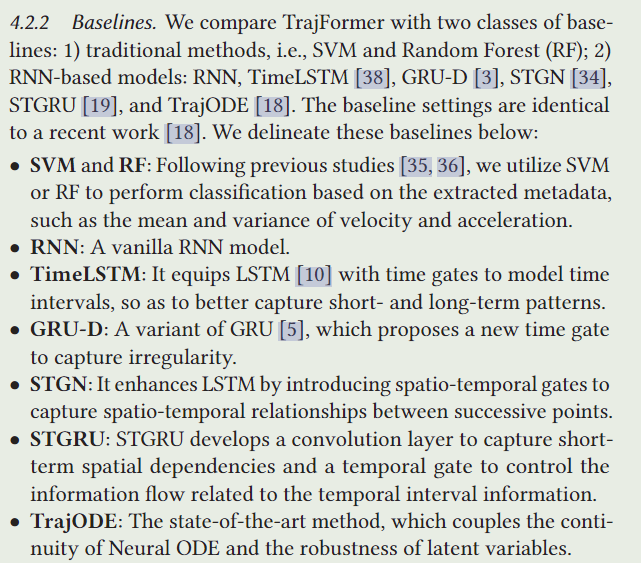 4.2.2 Baselines. We compare TrajFormer with two classes of base-
lines: 1) traditional methods, i.e., SVM and Random Forest (RF); 2)
RNN-based models: RNN, TimeLSTM [38], GRU-D [3], STGN [34],
STGRU [19], and TrajODE [18]. The baseline settings are identical
to a recent work [18]. We delineate these baselines below:
• SVM and RF: Following previous studies [35, 36], we utilize SVM
or RF to perform classification based on the extracted metadata,
such as the mean and variance of velocity and acceleration.
• RNN: A vanilla RNN model.
• TimeLSTM: It equips LSTM [10] with time gates to model time
intervals, so as to better capture short- and long-term patterns.
• GRU-D: A variant of GRU [5], which proposes a new time gate
to capture irregularity.
• STGN: It enhances LSTM by introducing spatio-temporal gates to
capture spatio-temporal relationships between successive points.
• STGRU: STGRU develops a convolution layer to capture short-
term spatial dependencies and a temporal gate to control the
information flow related to the temporal interval information.
• TrajODE: The state-of-the-art method, which couples the conti-
nuity of Neural ODE and the robustness of latent variables.